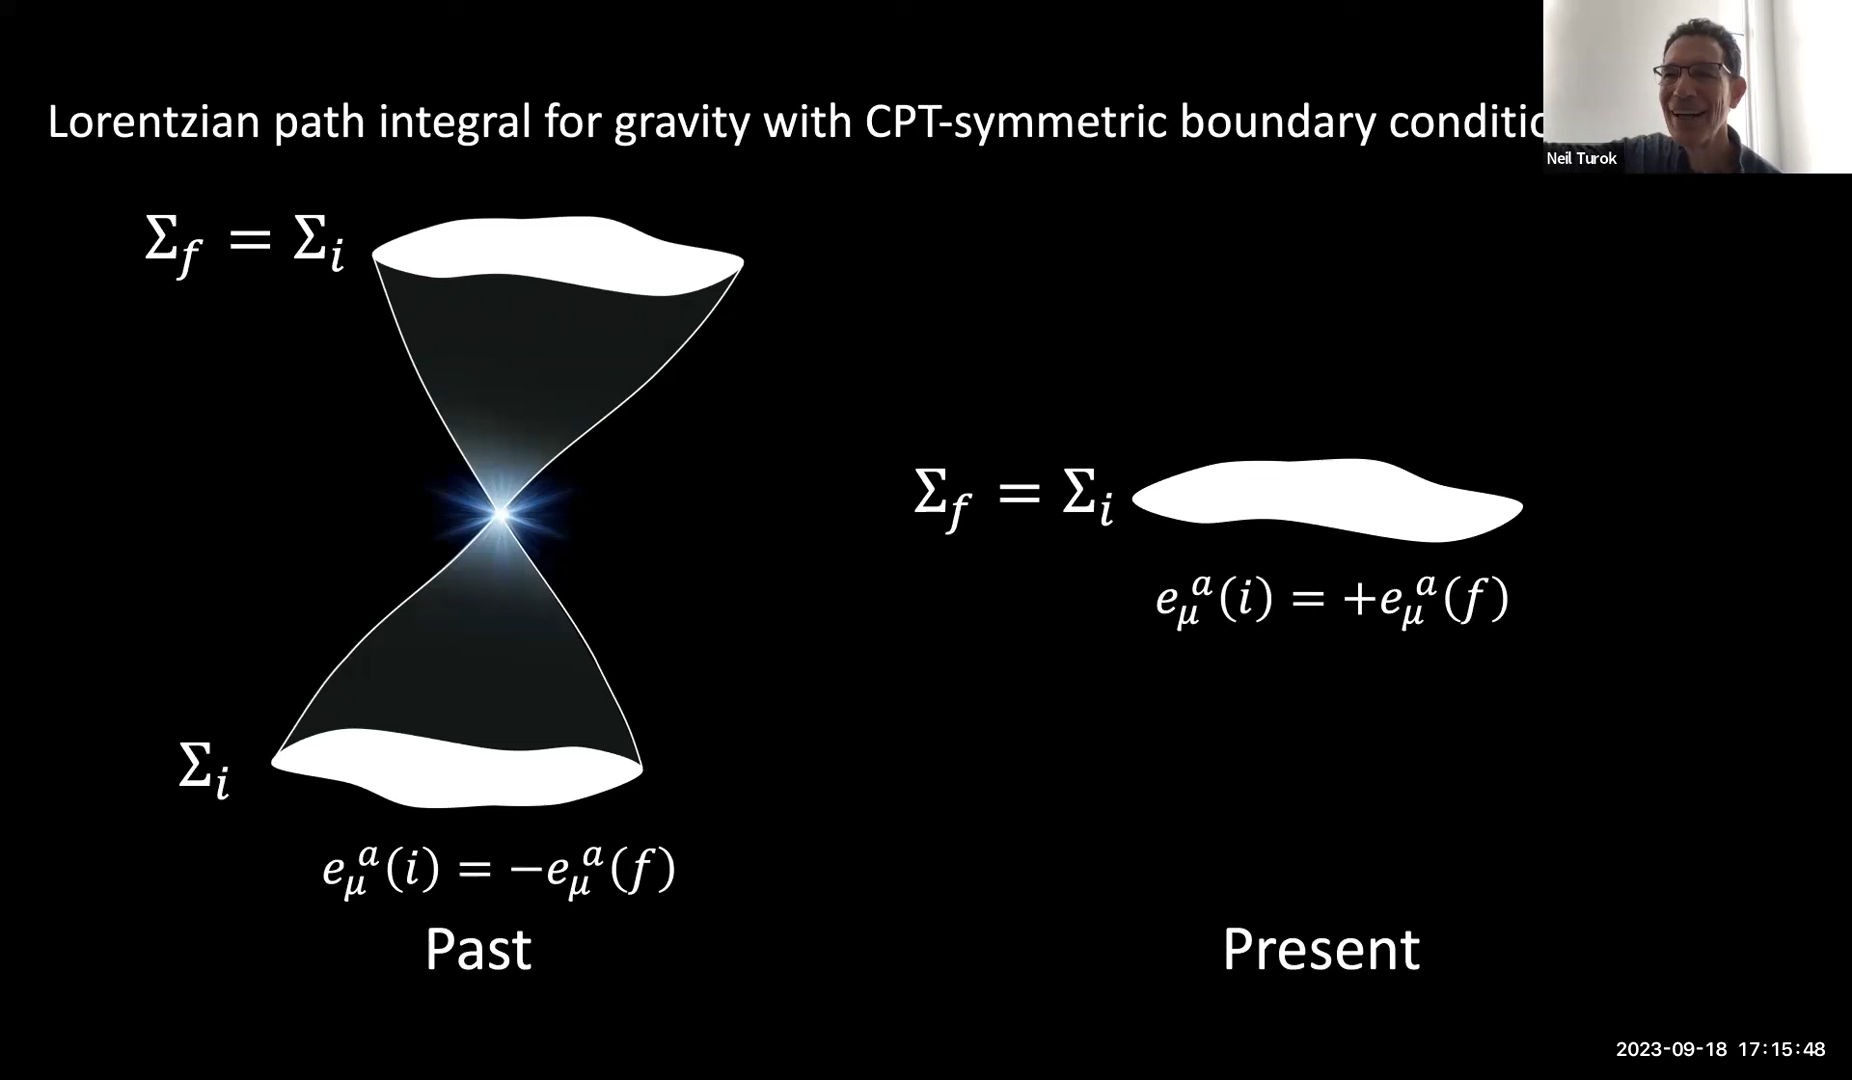 Lorentzian path integral for gravity with CPT-symmetric boundary conditio
Neil Turok
Σ_f = Σ_i
Σ_f = Σ_i
e_μ^a(i) = +e_μ^a(f)
Σ_i
e_μ^a(i) = −e_μ^a(f)
Past
Present
2023-09-18 17:15:48